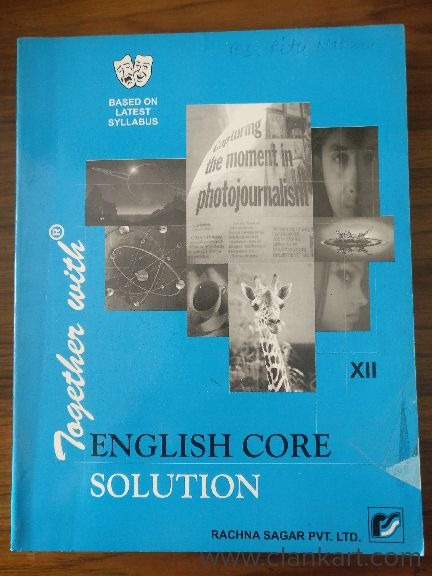 BASED ON
LATEST
SYLLABUS
capturing
the moment in
photojournalism
Together with®
XII
ENGLISH CORE
SOLUTION
RACHNA SAGAR PVT. LTD.
www.clankart.com